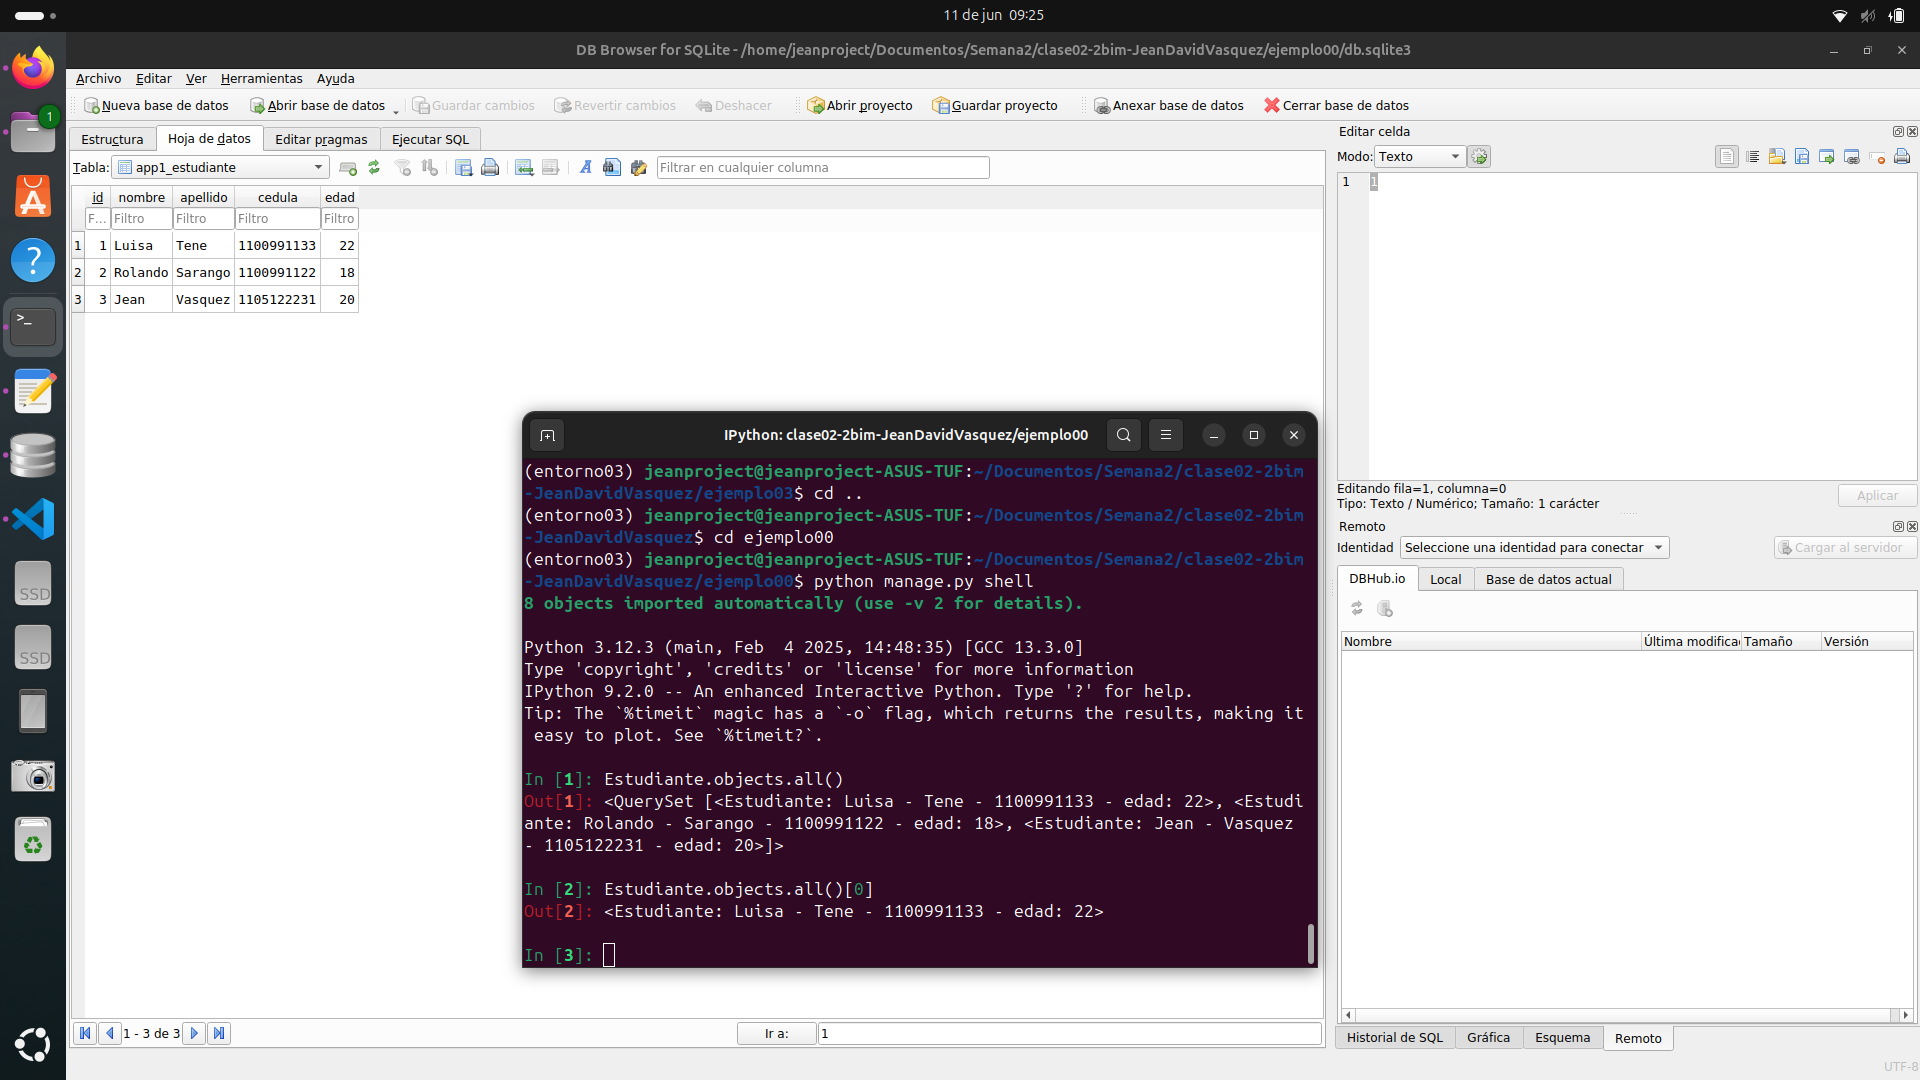 11 de jun 09:25
DB Browser for SQLite - /home/jeanproject/Documentos/Semana2/clase02-2bim-JeanDavidVasquez/ejemplo00/db.sqlite3
Archivo Editar Ver Herramientas Ayuda
Nueva base de datos Abrir base de datos Guardar cambios Revertir cambios Deshacer Abrir proyecto Guardar proyecto Anexar base de datos Cerrar base de datos
Estructura Hoja de datos Editar pragmas Ejecutar SQL
Tabla: app1_estudiante Filtrar en cualquier columna
id nombre apellido cedula edad
F... Filtro Filtro Filtro Filtro
1 1 Luisa Tene 1100991133 22
2 2 Rolando Sarango 1100991122 18
3 3 Jean Vasquez 1105122231 20
1 - 3 de 3 Ir a: 1
IPython: clase02-2bim-JeanDavidVasquez/ejemplo00
(entorno03) jeanproject@jeanproject-ASUS-TUF:~/Documentos/Semana2/clase02-2bim
-JeanDavidVasquez/ejemplo03$ cd ..
(entorno03) jeanproject@jeanproject-ASUS-TUF:~/Documentos/Semana2/clase02-2bim
-JeanDavidVasquez$ cd ejemplo00
(entorno03) jeanproject@jeanproject-ASUS-TUF:~/Documentos/Semana2/clase02-2bim
-JeanDavidVasquez/ejemplo00$ python manage.py shell
8 objects imported automatically (use -v 2 for details).
Python 3.12.3 (main, Feb  4 2025, 14:48:35) [GCC 13.3.0]
Type 'copyright', 'credits' or 'license' for more information
IPython 9.2.0 -- An enhanced Interactive Python. Type '?' for help.
Tip: The `%timeit` magic has a `-o` flag, which returns the results, making it
 easy to plot. See `%timeit?`.
In [1]: Estudiante.objects.all()
Out[1]: <QuerySet [<Estudiante: Luisa - Tene - 1100991133 - edad: 22>, <Estudi
ante: Rolando - Sarango - 1100991122 - edad: 18>, <Estudiante: Jean - Vasquez
- 1105122231 - edad: 20>]>
In [2]: Estudiante.objects.all()[0]
Out[2]: <Estudiante: Luisa - Tene - 1100991133 - edad: 22>
In [3]:
Editar celda
Modo: Texto
1 1
Editando fila=1, columna=0
Tipo: Texto / Numérico; Tamaño: 1 carácter
Aplicar
Remoto
Identidad Seleccione una identidad para conectar Cargar al servidor
DBHub.io Local Base de datos actual
Nombre Última modifica Tamaño Versión
Historial de SQL Gráfica Esquema Remoto
UTF-8
1
SSD
SSD